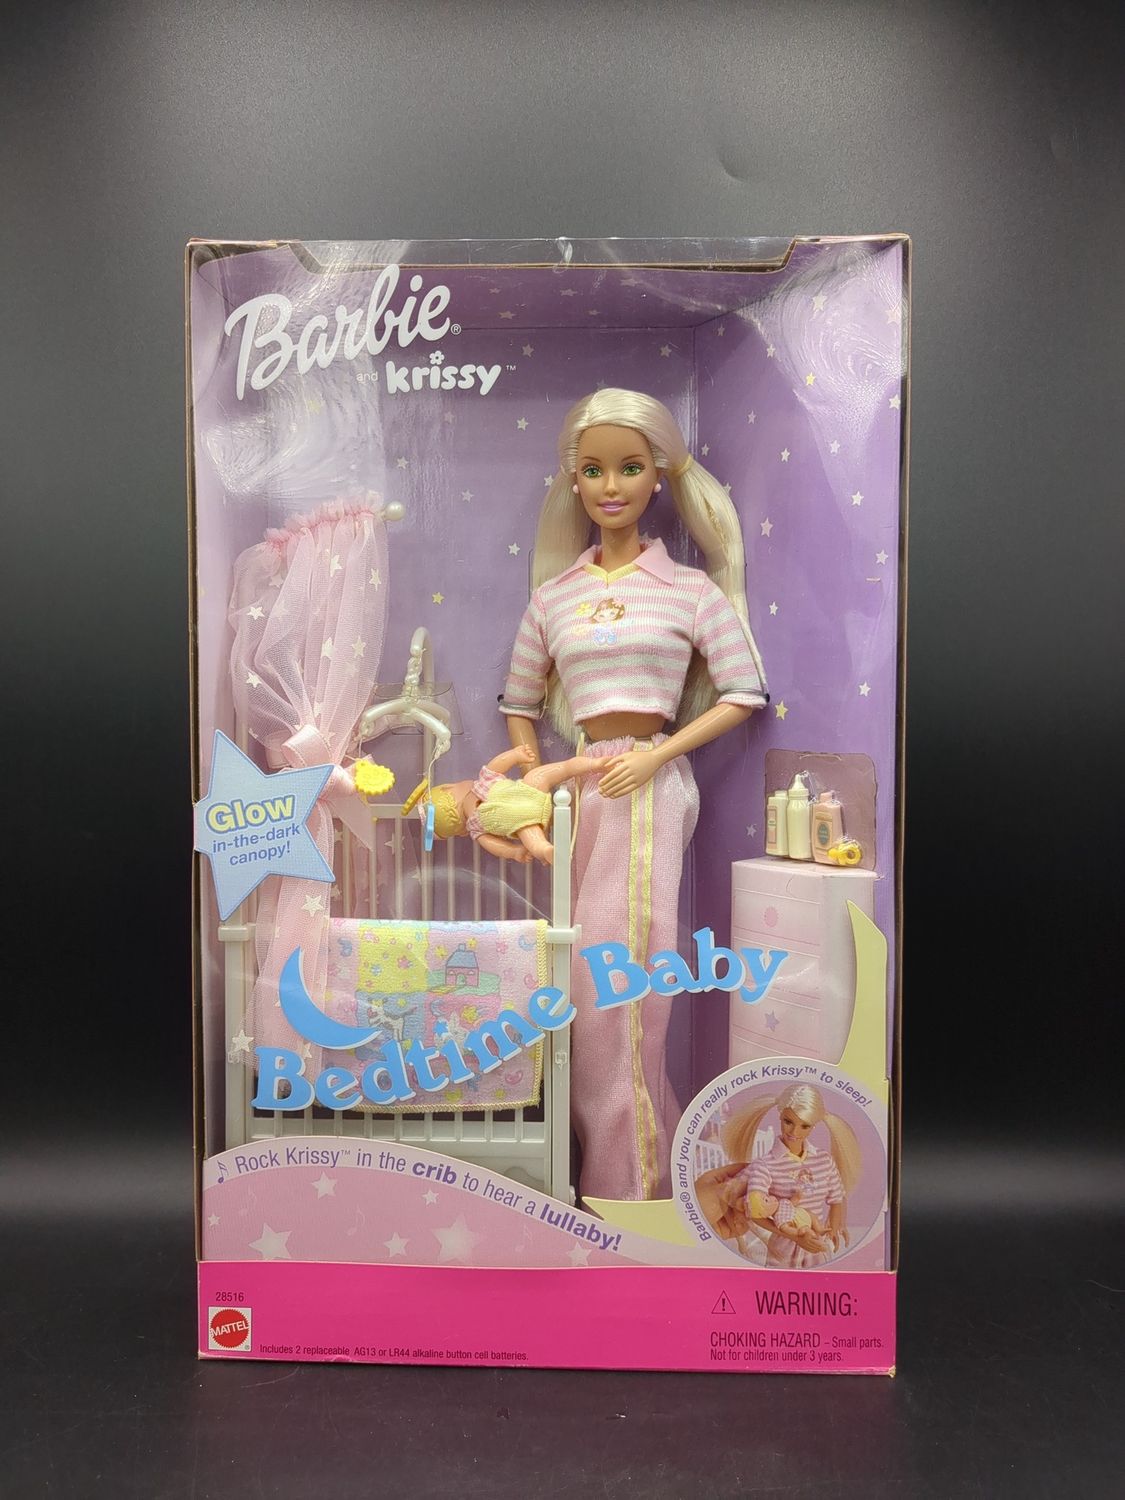 Barbie®
and krissy™
Glow
in-the-dark
canopy!
Bedtime Baby
Barbie® and you can really rock Krissy™ to sleep!
♪ Rock Krissy™ in the crib to hear a lullaby!
28516
MATTEL
®
Includes 2 replaceable AG13 or LR44 alkaline button cell batteries.
⚠ WARNING:
CHOKING HAZARD – Small parts.
Not for children under 3 years.